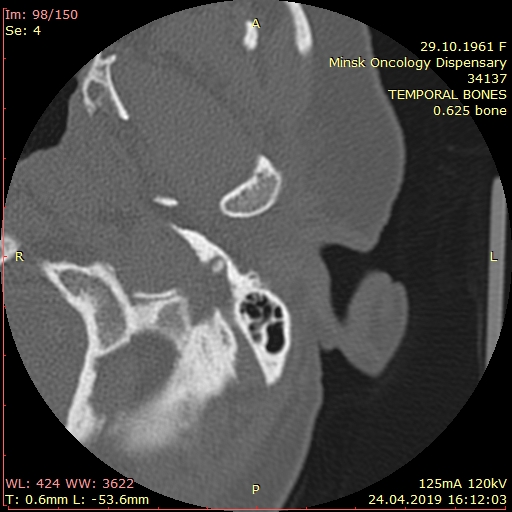 Im: 98/150
Se: 4
A
29.10.1961 F
Minsk Oncology Dispensary
34137
TEMPORAL BONES
0.625 bone
R
L
WL: 424 WW: 3622
T: 0.6mm L: -53.6mm
P
125mA 120kV
24.04.2019 16:12:03